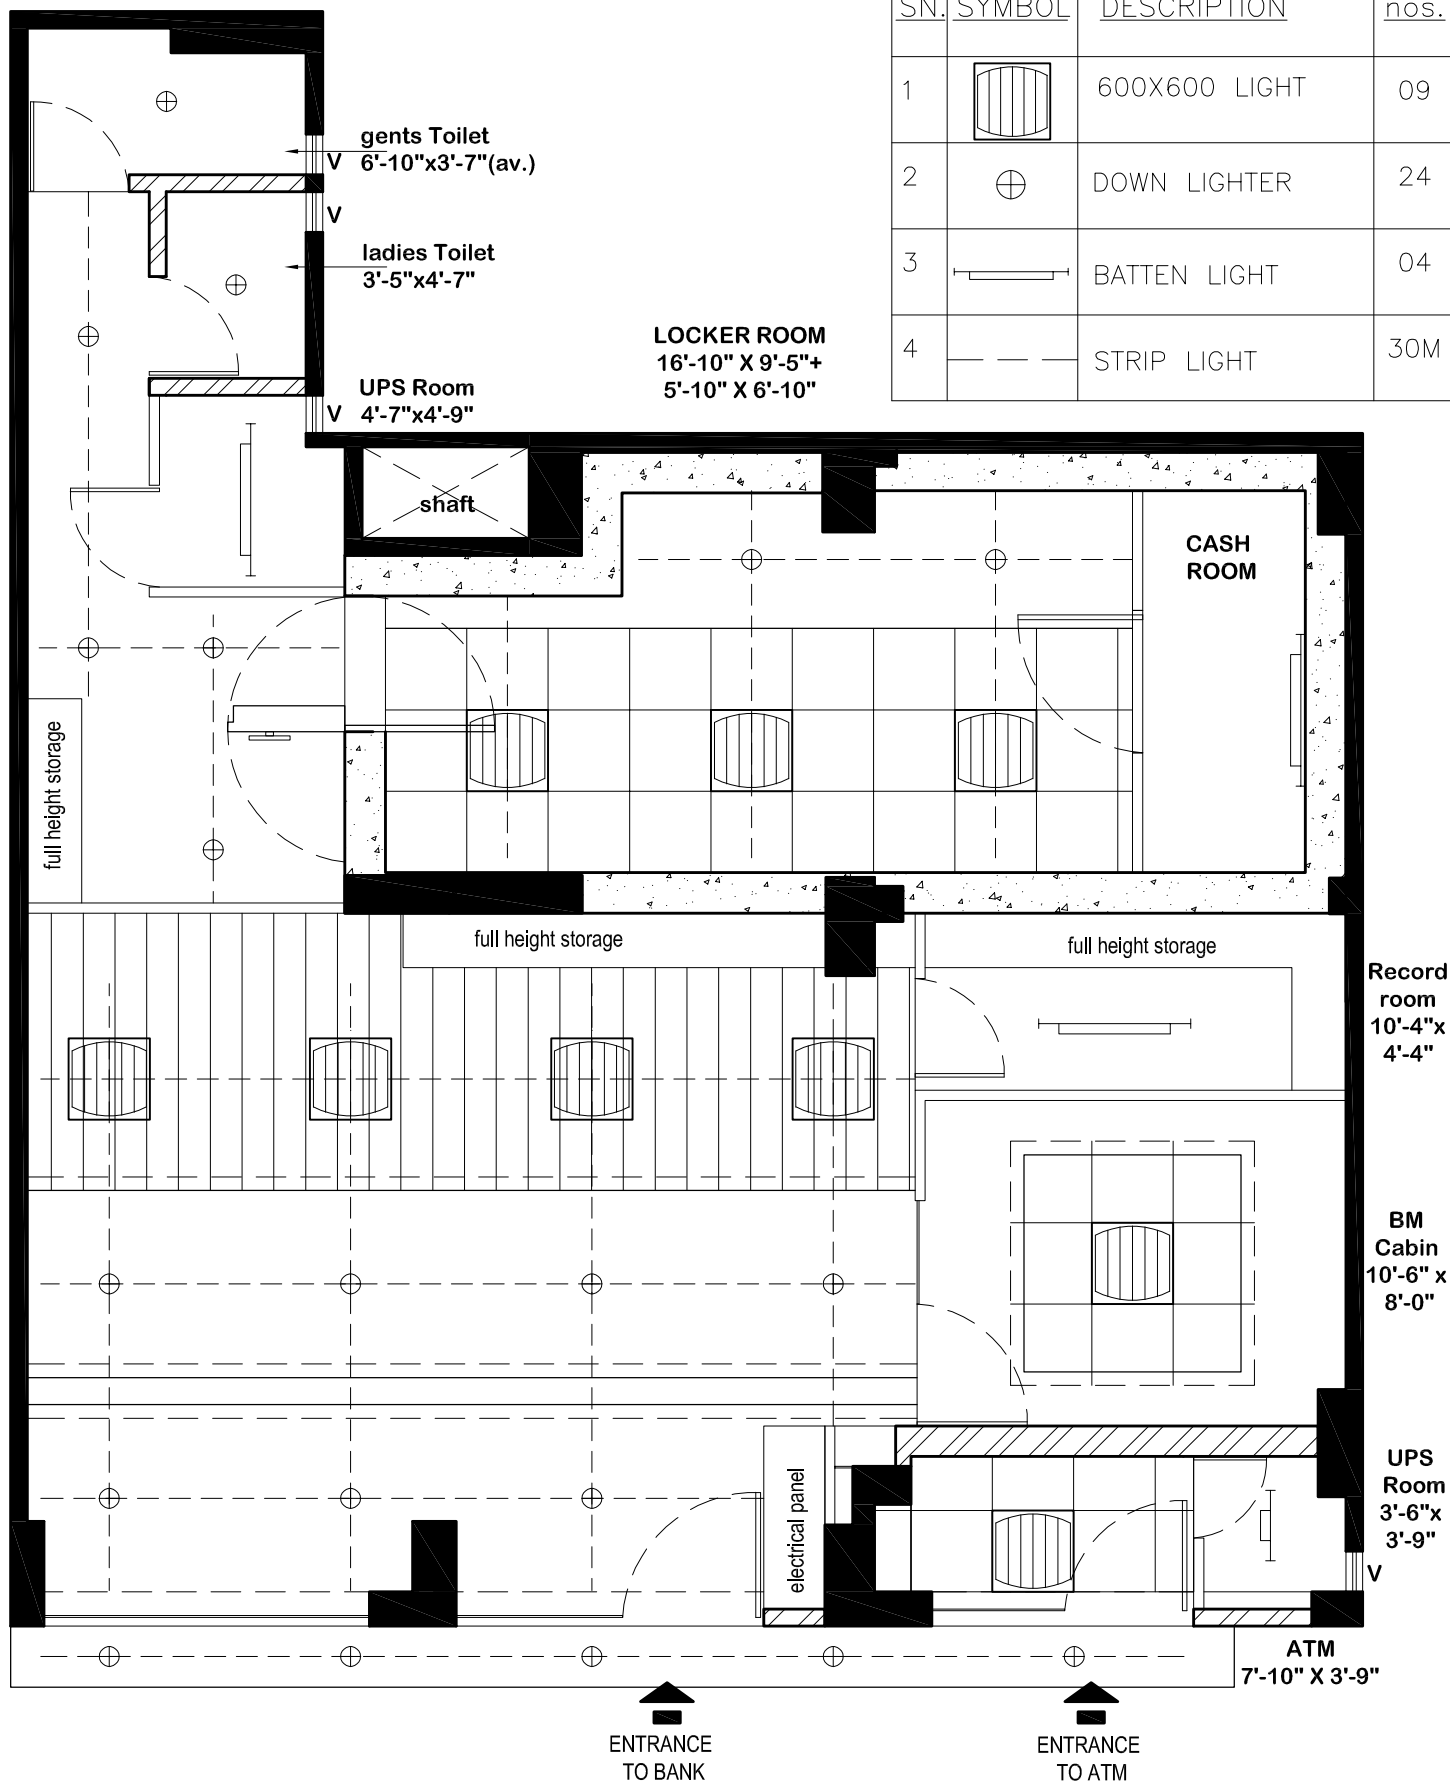 SN. SYMBOL DESCRIPTION nos.
1 600X600 LIGHT 09
2 DOWN LIGHTER 24
3 BATTEN LIGHT 04
4 STRIP LIGHT 30M
gents Toilet
V 6'-10"x3'-7"(av.)
V
ladies Toilet
3'-5"x4'-7"
LOCKER ROOM
16'-10" X 9'-5"+
5'-10" X 6'-10"
UPS Room
V 4'-7"x4'-9"
shaft
CASH
ROOM
full height storage
full height storage
full height storage
Record
room
10'-4"x
4'-4"
BM
Cabin
10'-6" x
8'-0"
electrical panel
UPS
Room
3'-6"x
3'-9"
V
ATM
7'-10" X 3'-9"
ENTRANCE
TO BANK
ENTRANCE
TO ATM